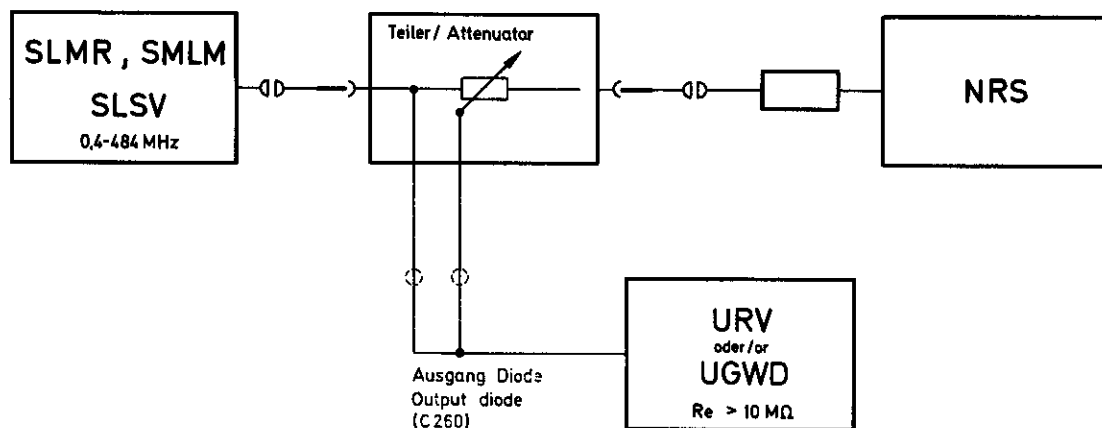 SLMR, SMLM
SLSV
0,4-484 MHz
Teiler/ Attenuator
NRS
Ausgang Diode
Output diode
(C260)
URV
oder/or
UGWD
Re > 10 MΩ